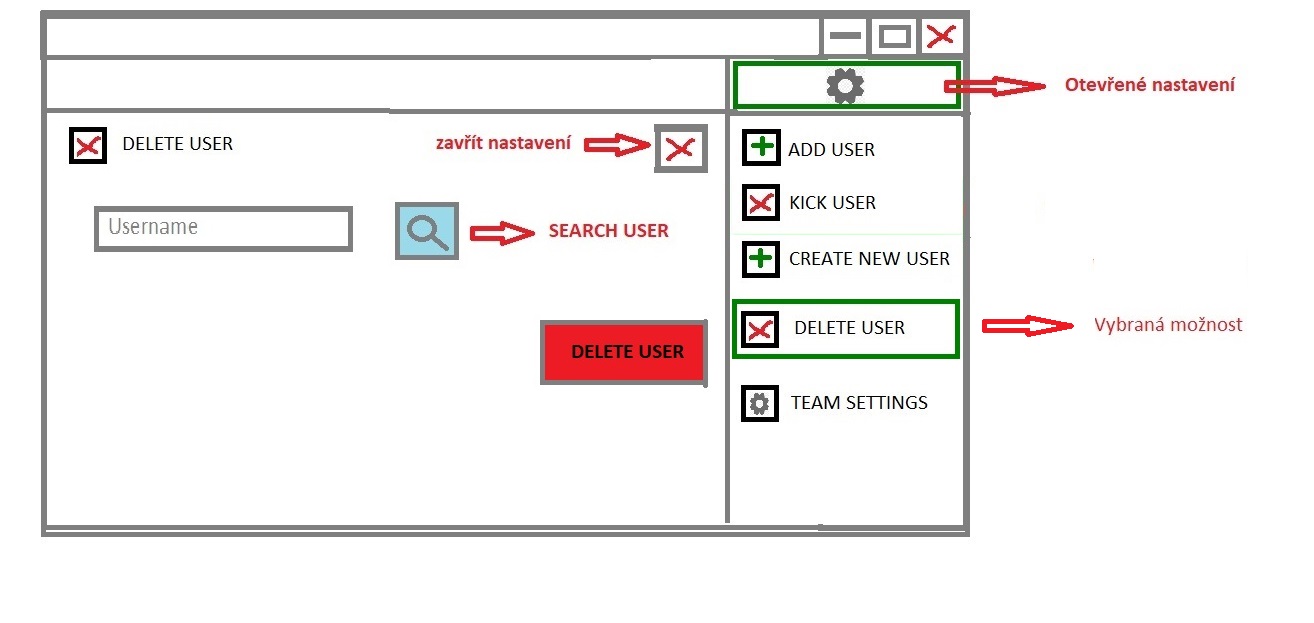 Otevřené nastavení
DELETE USER
zavřít nastavení
ADD USER
KICK USER
Username
SEARCH USER
CREATE NEW USER
DELETE USER
Vybraná možnost
DELETE USER
TEAM SETTINGS